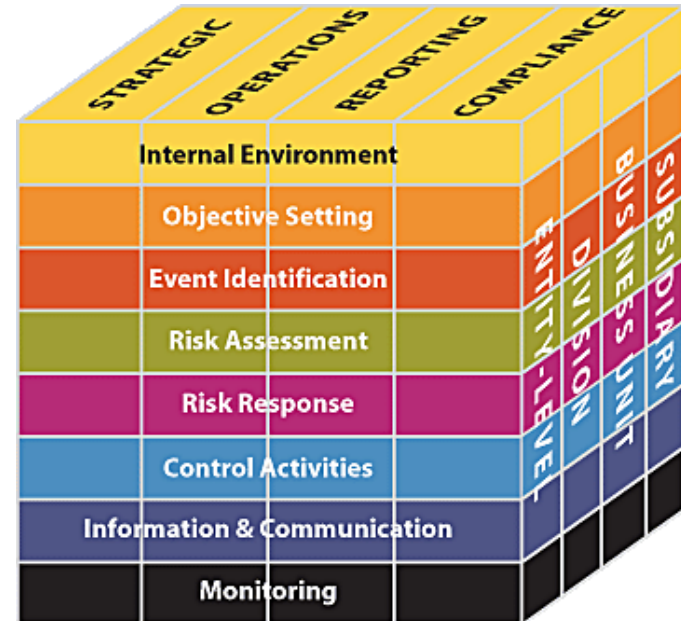 STRATEGIC
OPERATIONS
REPORTING
COMPLIANCE
Internal Environment
Objective Setting
Event Identification
Risk Assessment
Risk Response
Control Activities
Information & Communication
Monitoring
ENTITY-LEVEL
DIVISION
BUSINESS UNIT
SUBSIDIARY